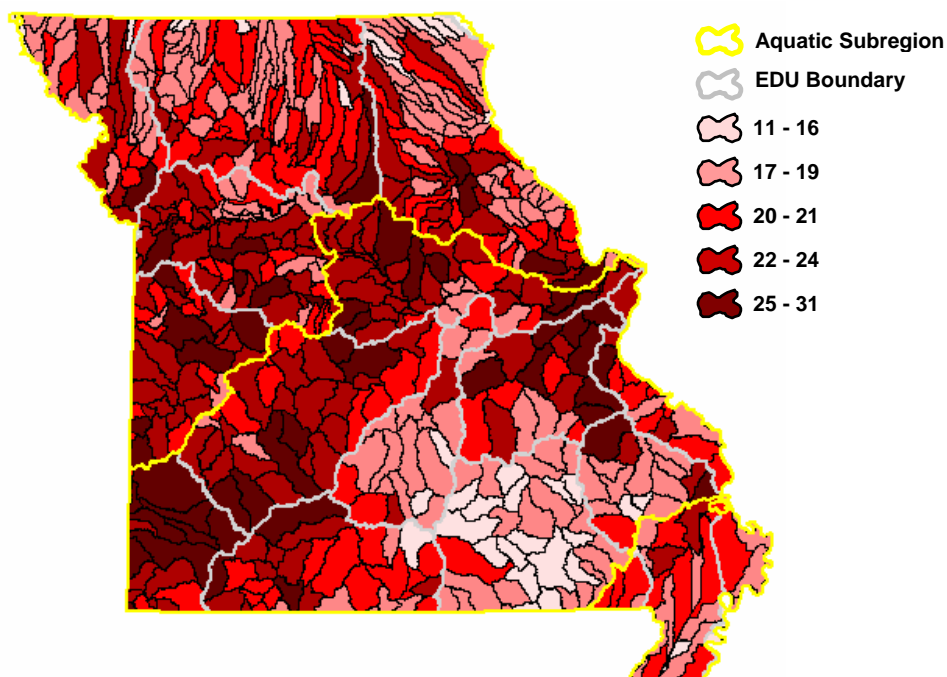 Aquatic Subregion
EDU Boundary
11 - 16
17 - 19
20 - 21
22 - 24
25 - 31